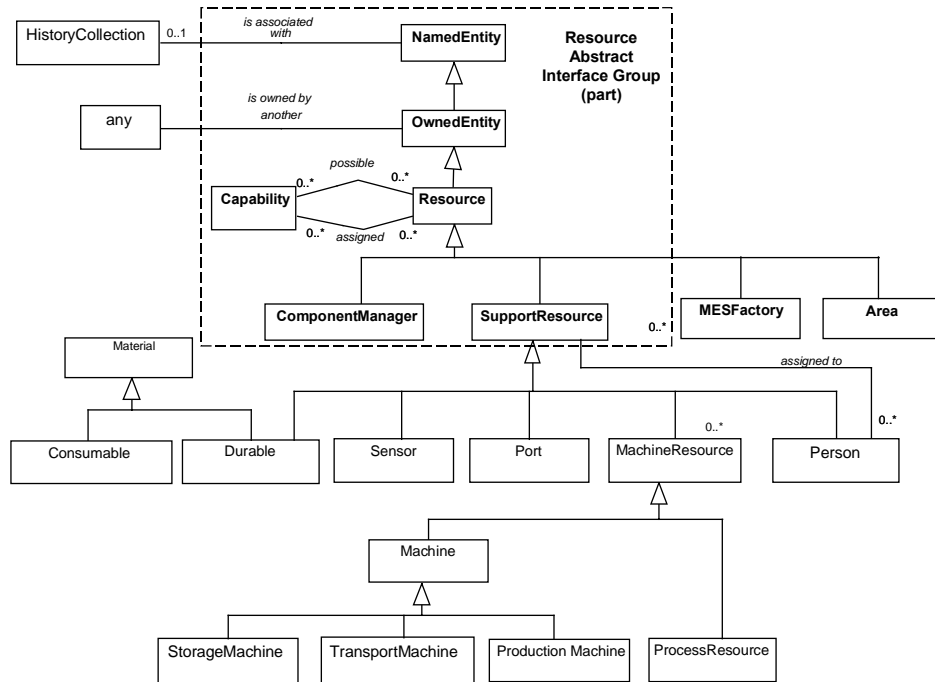 HistoryCollection
0..1
is associated
with
NamedEntity
Resource
Abstract
Interface Group
(part)
any
is owned by
another
OwnedEntity
possible
0..*
0..*
Capability
Resource
0..*
assigned
0..*
ComponentManager
SupportResource
0..*
MESFactory
Area
Material
assigned to
0..*
0..*
Consumable
Durable
Sensor
Port
MachineResource
Person
Machine
StorageMachine
TransportMachine
Production Machine
ProcessResource